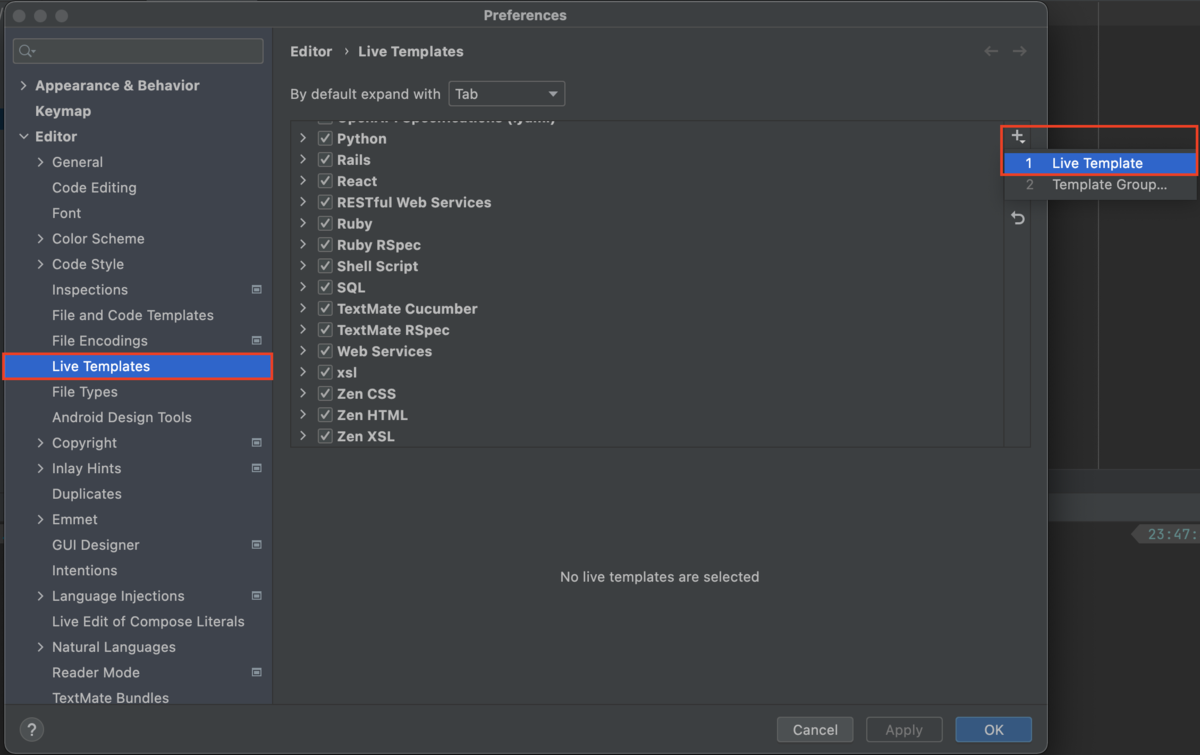 Preferences
Editor › Live Templates
By default expand with Tab
Appearance & Behavior
Keymap
Editor
General
Code Editing
Font
Color Scheme
Code Style
Inspections
File and Code Templates
File Encodings
Live Templates
File Types
Android Design Tools
Copyright
Inlay Hints
Duplicates
Emmet
GUI Designer
Intentions
Language Injections
Live Edit of Compose Literals
Natural Languages
Reader Mode
TextMate Bundles
OpenAPI Specifications (.yaml)
Python
Rails
React
RESTful Web Services
Ruby
Ruby RSpec
Shell Script
SQL
TextMate Cucumber
TextMate RSpec
Web Services
xsl
Zen CSS
Zen HTML
Zen XSL
1 Live Template
2 Template Group...
No live templates are selected
23:47:
?
Cancel
Apply
OK